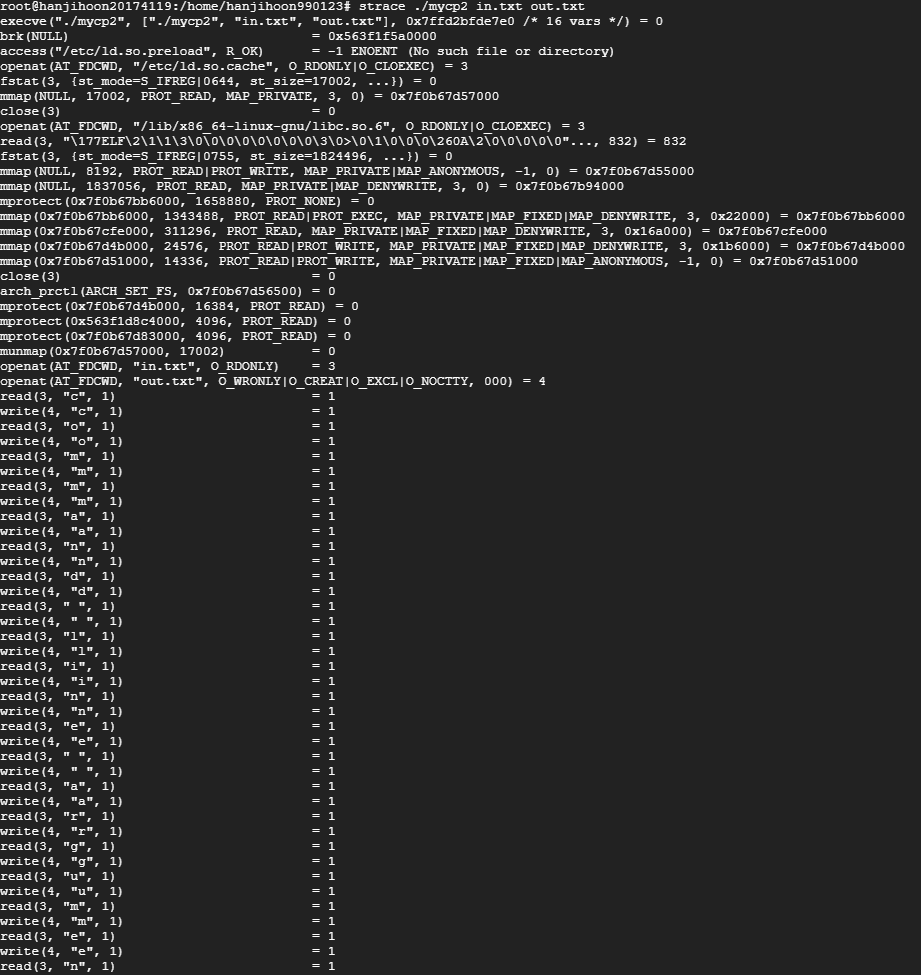 root@hanjihoon20174119:/home/hanjihoon990123# strace ./mycp2 in.txt out.txt
execve("./mycp2", ["./mycp2", "in.txt", "out.txt"], 0x7ffd2bfde7e0 /* 16 vars */) = 0
brk(NULL) = 0x563f1f5a0000
access("/etc/ld.so.preload", R_OK) = -1 ENOENT (No such file or directory)
openat(AT_FDCWD, "/etc/ld.so.cache", O_RDONLY|O_CLOEXEC) = 3
fstat(3, {st_mode=S_IFREG|0644, st_size=17002, ...}) = 0
mmap(NULL, 17002, PROT_READ, MAP_PRIVATE, 3, 0) = 0x7f0b67d57000
close(3) = 0
openat(AT_FDCWD, "/lib/x86_64-linux-gnu/libc.so.6", O_RDONLY|O_CLOEXEC) = 3
read(3, "\177ELF\2\1\1\3\0\0\0\0\0\0\0\0\3\0>\0\1\0\0\0\260A\2\0\0\0\0\0"..., 832) = 832
fstat(3, {st_mode=S_IFREG|0755, st_size=1824496, ...}) = 0
mmap(NULL, 8192, PROT_READ|PROT_WRITE, MAP_PRIVATE|MAP_ANONYMOUS, -1, 0) = 0x7f0b67d55000
mmap(NULL, 1837056, PROT_READ, MAP_PRIVATE|MAP_DENYWRITE, 3, 0) = 0x7f0b67b94000
mprotect(0x7f0b67bb6000, 1658880, PROT_NONE) = 0
mmap(0x7f0b67bb6000, 1343488, PROT_READ|PROT_EXEC, MAP_PRIVATE|MAP_FIXED|MAP_DENYWRITE, 3, 0x22000) = 0x7f0b67bb6000
mmap(0x7f0b67cfe000, 311296, PROT_READ, MAP_PRIVATE|MAP_FIXED|MAP_DENYWRITE, 3, 0x16a000) = 0x7f0b67cfe000
mmap(0x7f0b67d4b000, 24576, PROT_READ|PROT_WRITE, MAP_PRIVATE|MAP_FIXED|MAP_DENYWRITE, 3, 0x1b6000) = 0x7f0b67d4b000
mmap(0x7f0b67d51000, 14336, PROT_READ|PROT_WRITE, MAP_PRIVATE|MAP_FIXED|MAP_ANONYMOUS, -1, 0) = 0x7f0b67d51000
close(3) = 0
arch_prctl(ARCH_SET_FS, 0x7f0b67d56500) = 0
mprotect(0x7f0b67d4b000, 16384, PROT_READ) = 0
mprotect(0x563f1d8c4000, 4096, PROT_READ) = 0
mprotect(0x7f0b67d83000, 4096, PROT_READ) = 0
munmap(0x7f0b67d57000, 17002) = 0
openat(AT_FDCWD, "in.txt", O_RDONLY) = 3
openat(AT_FDCWD, "out.txt", O_WRONLY|O_CREAT|O_EXCL|O_NOCTTY, 000) = 4
read(3, "c", 1) = 1
write(4, "c", 1) = 1
read(3, "o", 1) = 1
write(4, "o", 1) = 1
read(3, "m", 1) = 1
write(4, "m", 1) = 1
read(3, "m", 1) = 1
write(4, "m", 1) = 1
read(3, "a", 1) = 1
write(4, "a", 1) = 1
read(3, "n", 1) = 1
write(4, "n", 1) = 1
read(3, "d", 1) = 1
write(4, "d", 1) = 1
read(3, " ", 1) = 1
write(4, " ", 1) = 1
read(3, "l", 1) = 1
write(4, "l", 1) = 1
read(3, "i", 1) = 1
write(4, "i", 1) = 1
read(3, "n", 1) = 1
write(4, "n", 1) = 1
read(3, "e", 1) = 1
write(4, "e", 1) = 1
read(3, " ", 1) = 1
write(4, " ", 1) = 1
read(3, "a", 1) = 1
write(4, "a", 1) = 1
read(3, "r", 1) = 1
write(4, "r", 1) = 1
read(3, "g", 1) = 1
write(4, "g", 1) = 1
read(3, "u", 1) = 1
write(4, "u", 1) = 1
read(3, "m", 1) = 1
write(4, "m", 1) = 1
read(3, "e", 1) = 1
write(4, "e", 1) = 1
read(3, "n", 1) = 1